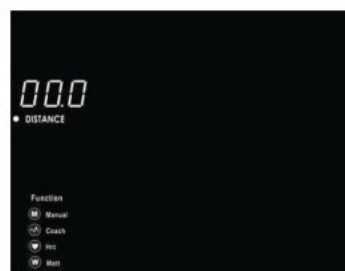 00.0
DISTANCE
Function
M Manual
Coach
Hrc
W Watt